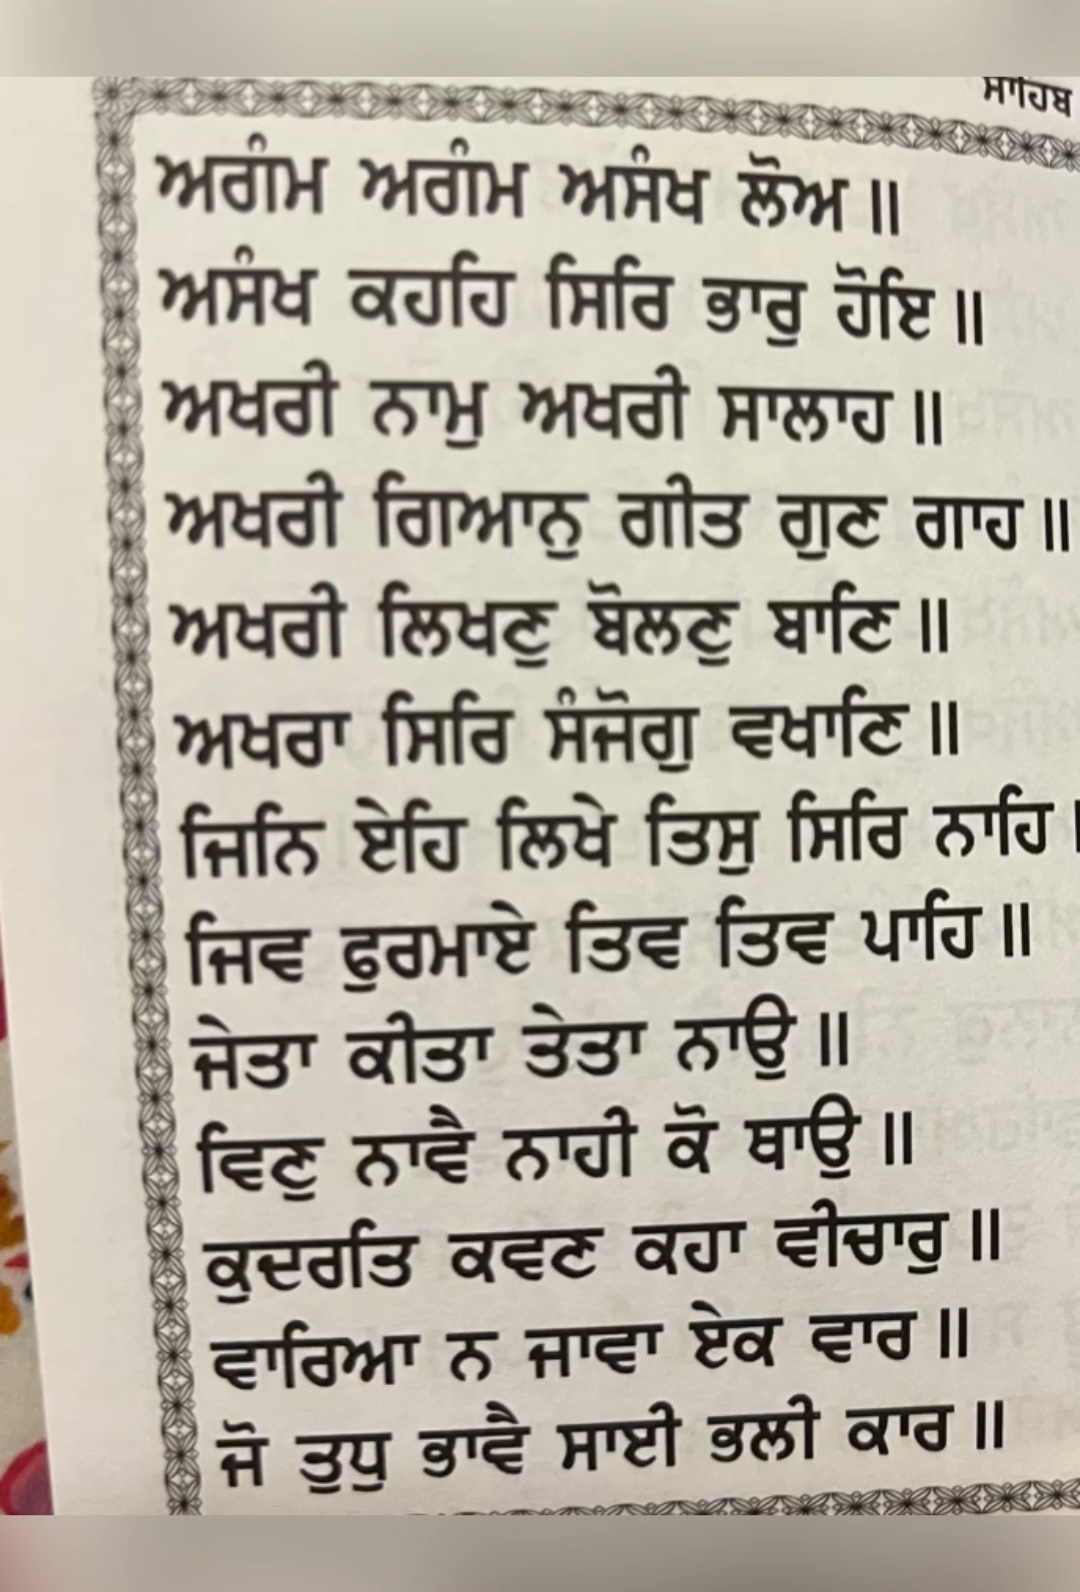 ਸਾਹਿਬ
ਅਗੰਮ ਅਗੰਮ ਅਸੰਖ ਲੋਅ ॥
ਅਸੰਖ ਕਹਹਿ ਸਿਰਿ ਭਾਰੁ ਹੋਇ ॥
ਅਖਰੀ ਨਾਮੁ ਅਖਰੀ ਸਾਲਾਹ ॥
ਅਖਰੀ ਗਿਆਨੁ ਗੀਤ ਗੁਣ ਗਾਹ ॥
ਅਖਰੀ ਲਿਖਣੁ ਬੋਲਣੁ ਬਾਣਿ ॥
ਅਖਰਾ ਸਿਰਿ ਸੰਜੋਗੁ ਵਖਾਣਿ ॥
ਜਿਨਿ ਏਹਿ ਲਿਖੇ ਤਿਸੁ ਸਿਰਿ ਨਾਹਿ ।
ਜਿਵ ਫੁਰਮਾਏ ਤਿਵ ਤਿਵ ਪਾਹਿ ॥
ਜੇਤਾ ਕੀਤਾ ਤੇਤਾ ਨਾਉ ॥
ਵਿਣੁ ਨਾਵੈ ਨਾਹੀ ਕੋ ਥਾਉ ॥
ਕੁਦਰਤਿ ਕਵਣ ਕਹਾ ਵੀਚਾਰੁ ॥
ਵਾਰਿਆ ਨ ਜਾਵਾ ਏਕ ਵਾਰ ॥
ਜੋ ਤੁਧੁ ਭਾਵੈ ਸਾਈ ਭਲੀ ਕਾਰ ॥